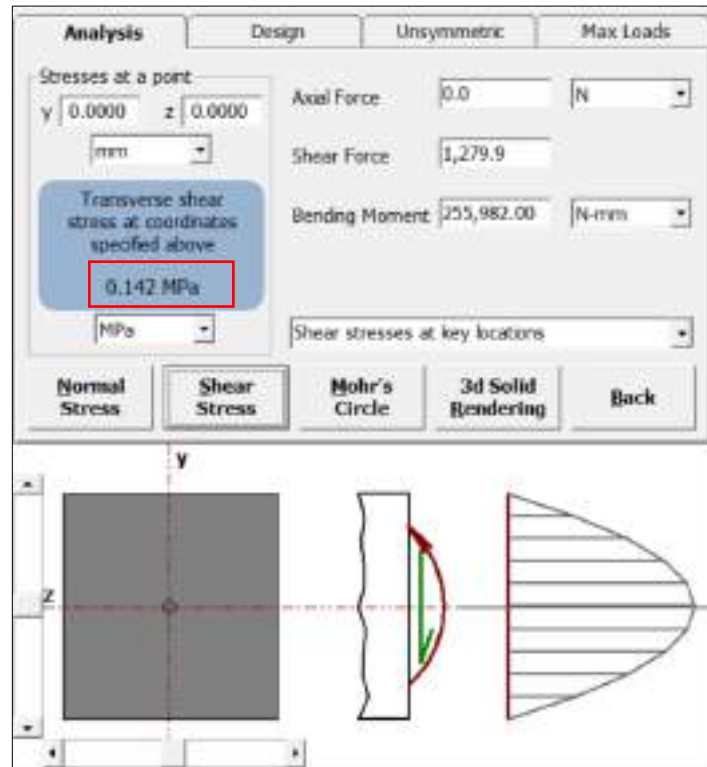 Analysis Design Unsymmetric Max Loads
Stresses at a point
y 0.0000 z 0.0000
mm
Transverse shear
stress at coordinates
specified above
0.142 MPa
MPa
Axial Force 0.0 N
Shear Force 1,279.9
Bending Moment 255,982.00 N-mm
Shear stresses at key locations
Normal Stress
Shear Stress
Mohr's Circle
3d Solid Rendering
Back
y
z